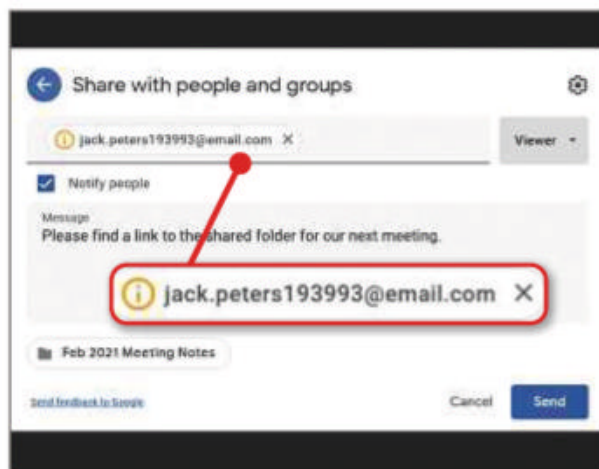 Share with people and groups
jack.peters193993@email.com ×
Viewer
Notify people
Message
Please find a link to the shared folder for our next meeting.
jack.peters193993@email.com ×
Feb 2021 Meeting Notes
Send feedback to Google
Cancel
Send